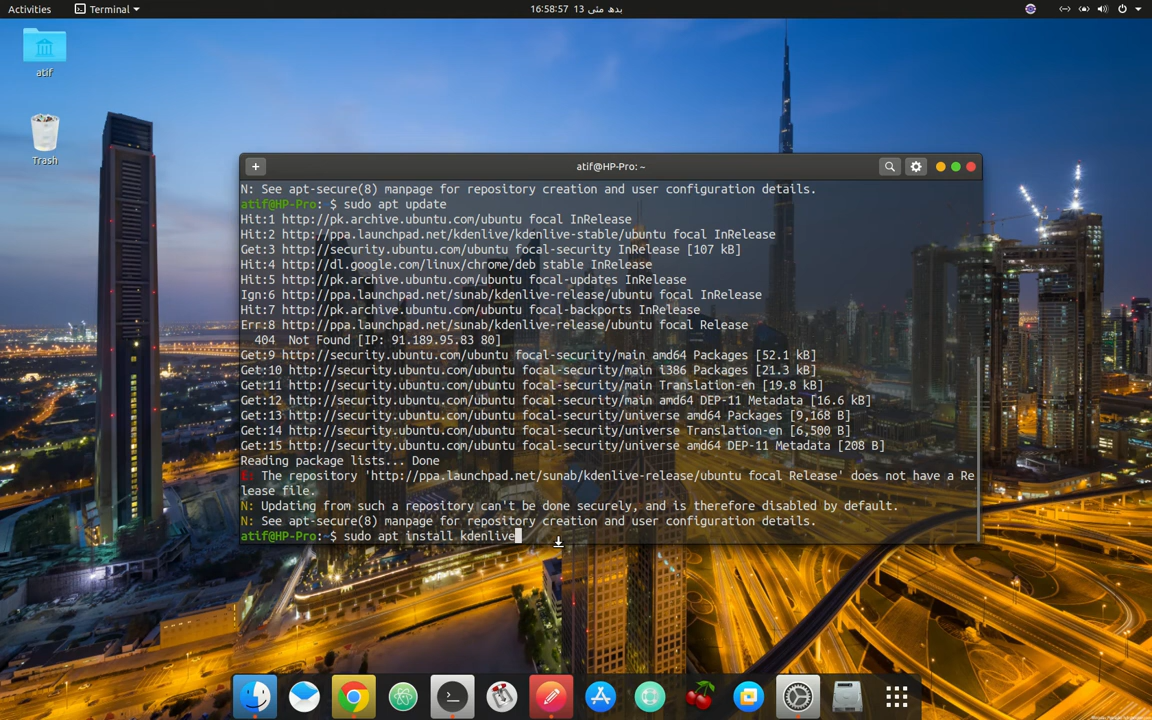 Activities
Terminal
بدھ مئی 13 16:58:57
atif
Trash
atif@HP-Pro: ~
N: See apt-secure(8) manpage for repository creation and user configuration details.
atif@HP-Pro:~$ sudo apt update
Hit:1 http://pk.archive.ubuntu.com/ubuntu focal InRelease
Hit:2 http://ppa.launchpad.net/kdenlive/kdenlive-stable/ubuntu focal InRelease
Get:3 http://security.ubuntu.com/ubuntu focal-security InRelease [107 kB]
Hit:4 http://dl.google.com/linux/chrome/deb stable InRelease
Hit:5 http://pk.archive.ubuntu.com/ubuntu focal-updates InRelease
Ign:6 http://ppa.launchpad.net/sunab/kdenlive-release/ubuntu focal InRelease
Hit:7 http://pk.archive.ubuntu.com/ubuntu focal-backports InRelease
Err:8 http://ppa.launchpad.net/sunab/kdenlive-release/ubuntu focal Release
404 Not Found [IP: 91.189.95.83 80]
Get:9 http://security.ubuntu.com/ubuntu focal-security/main amd64 Packages [52.1 kB]
Get:10 http://security.ubuntu.com/ubuntu focal-security/main i386 Packages [21.3 kB]
Get:11 http://security.ubuntu.com/ubuntu focal-security/main Translation-en [19.8 kB]
Get:12 http://security.ubuntu.com/ubuntu focal-security/main amd64 DEP-11 Metadata [16.6 kB]
Get:13 http://security.ubuntu.com/ubuntu focal-security/universe amd64 Packages [9,168 B]
Get:14 http://security.ubuntu.com/ubuntu focal-security/universe Translation-en [6,500 B]
Get:15 http://security.ubuntu.com/ubuntu focal-security/universe amd64 DEP-11 Metadata [208 B]
Reading package lists... Done
E: The repository 'http://ppa.launchpad.net/sunab/kdenlive-release/ubuntu focal Release' does not have a Re
lease file.
N: Updating from such a repository can't be done securely, and is therefore disabled by default.
N: See apt-secure(8) manpage for repository creation and user configuration details.
atif@HP-Pro:~$ sudo apt install kdenlive